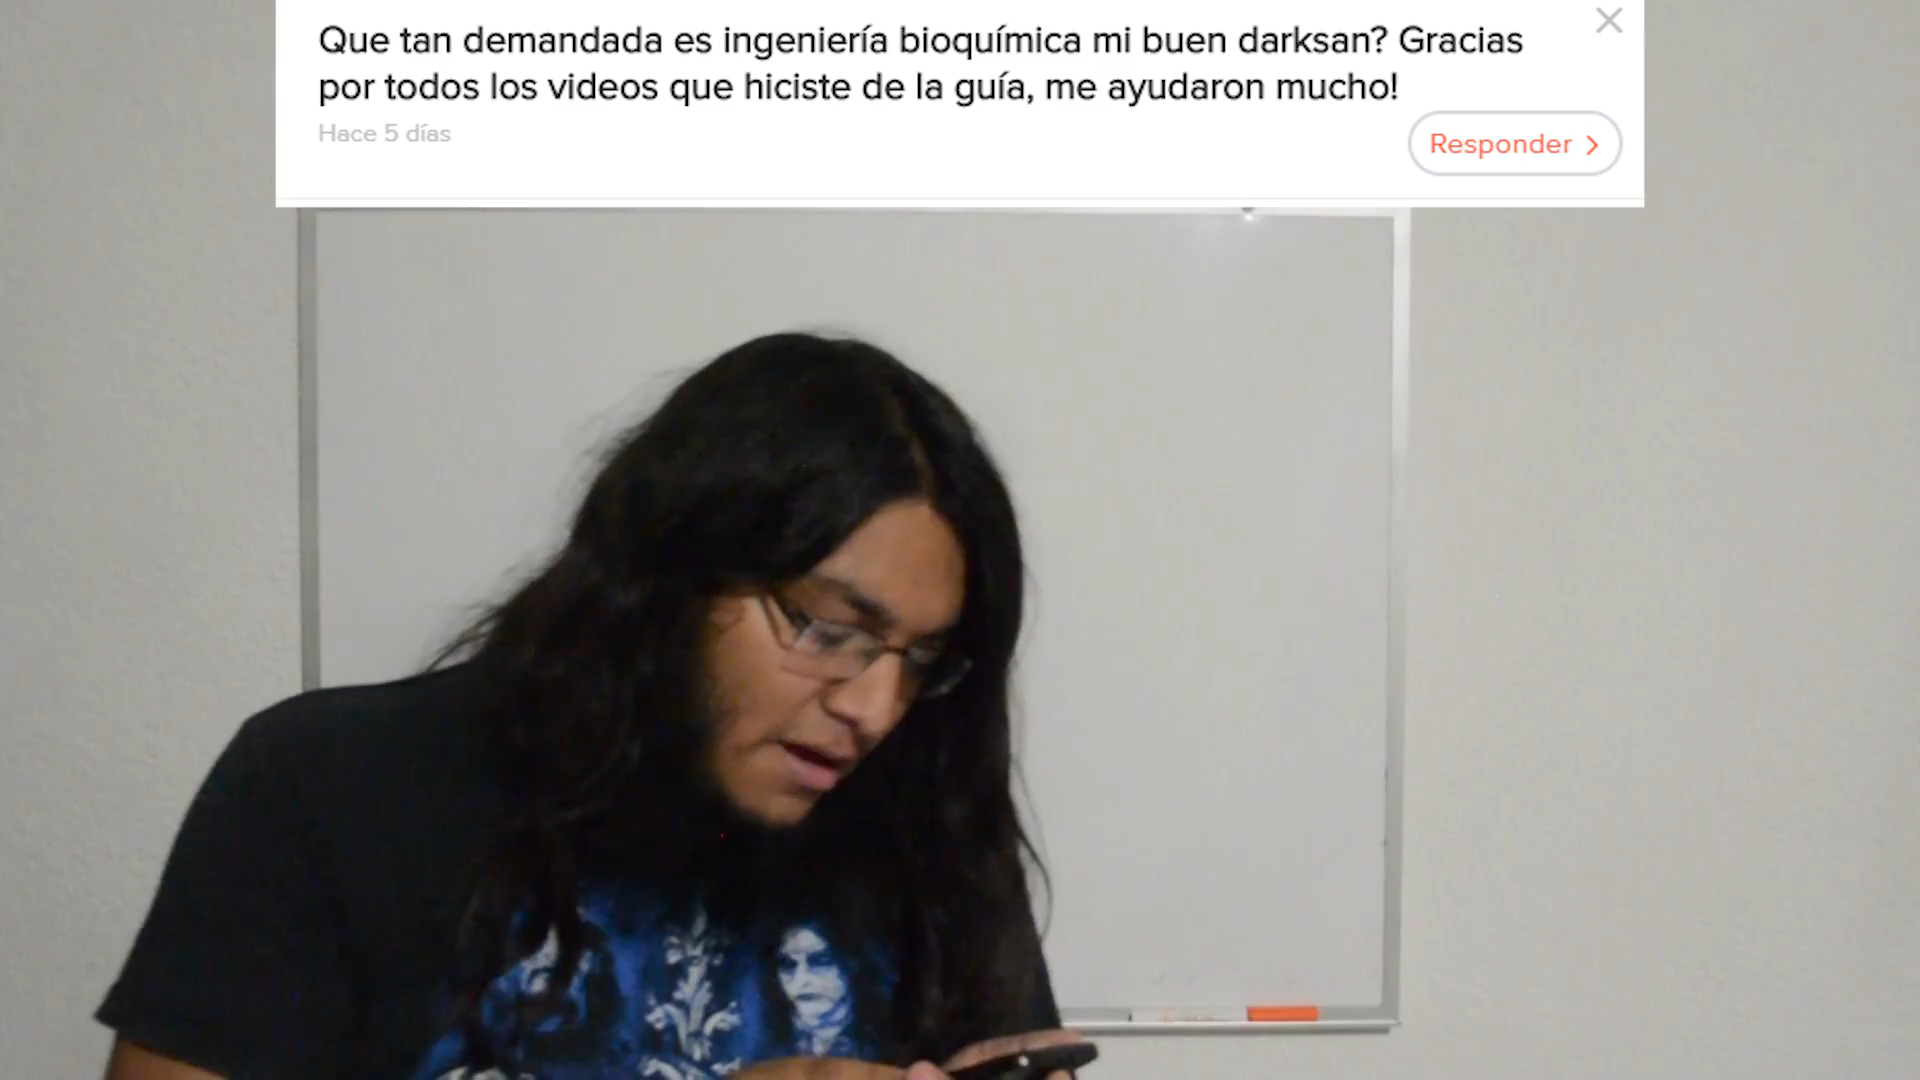 Que tan demandada es ingeniería bioquímica mi buen darksan? Gracias
por todos los videos que hiciste de la guía, me ayudaron mucho!
Hace 5 días
Responder